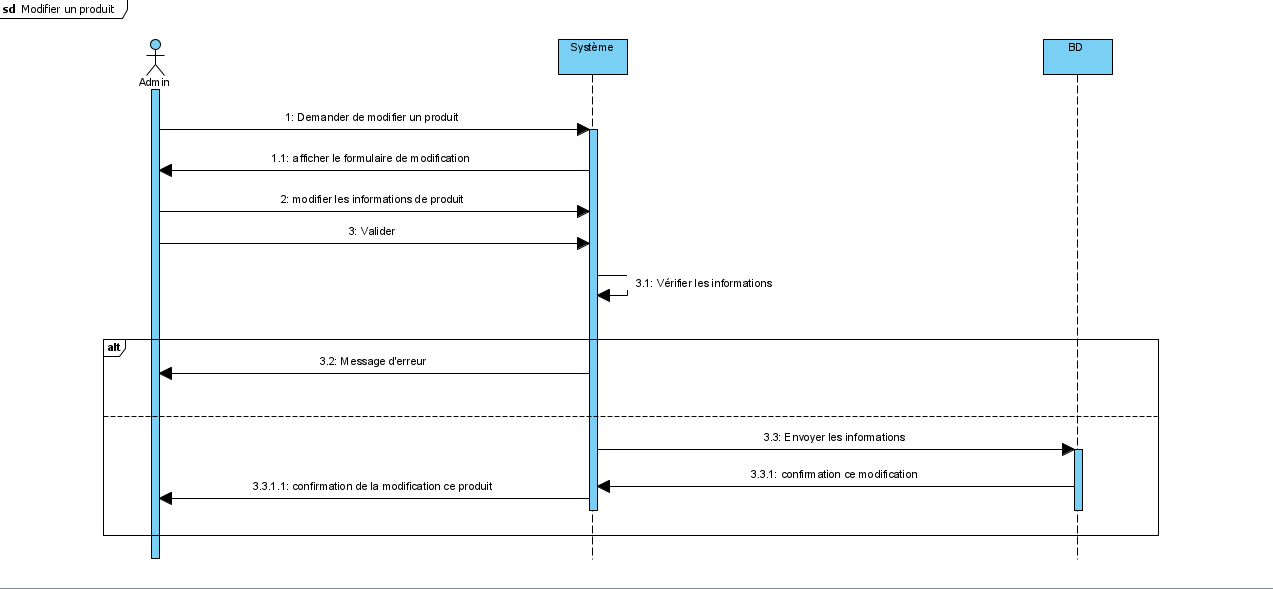 sd Modifier un produit
Admin
Système
BD
1: Demander de modifier un produit
1.1: afficher le formulaire de modification
2: modifier les informations de produit
3: Valider
3.1: Vérifier les informations
alt
3.2: Message d'erreur
3.3: Envoyer les informations
3.3.1: confirmation ce modification
3.3.1.1: confirmation de la modification ce produit